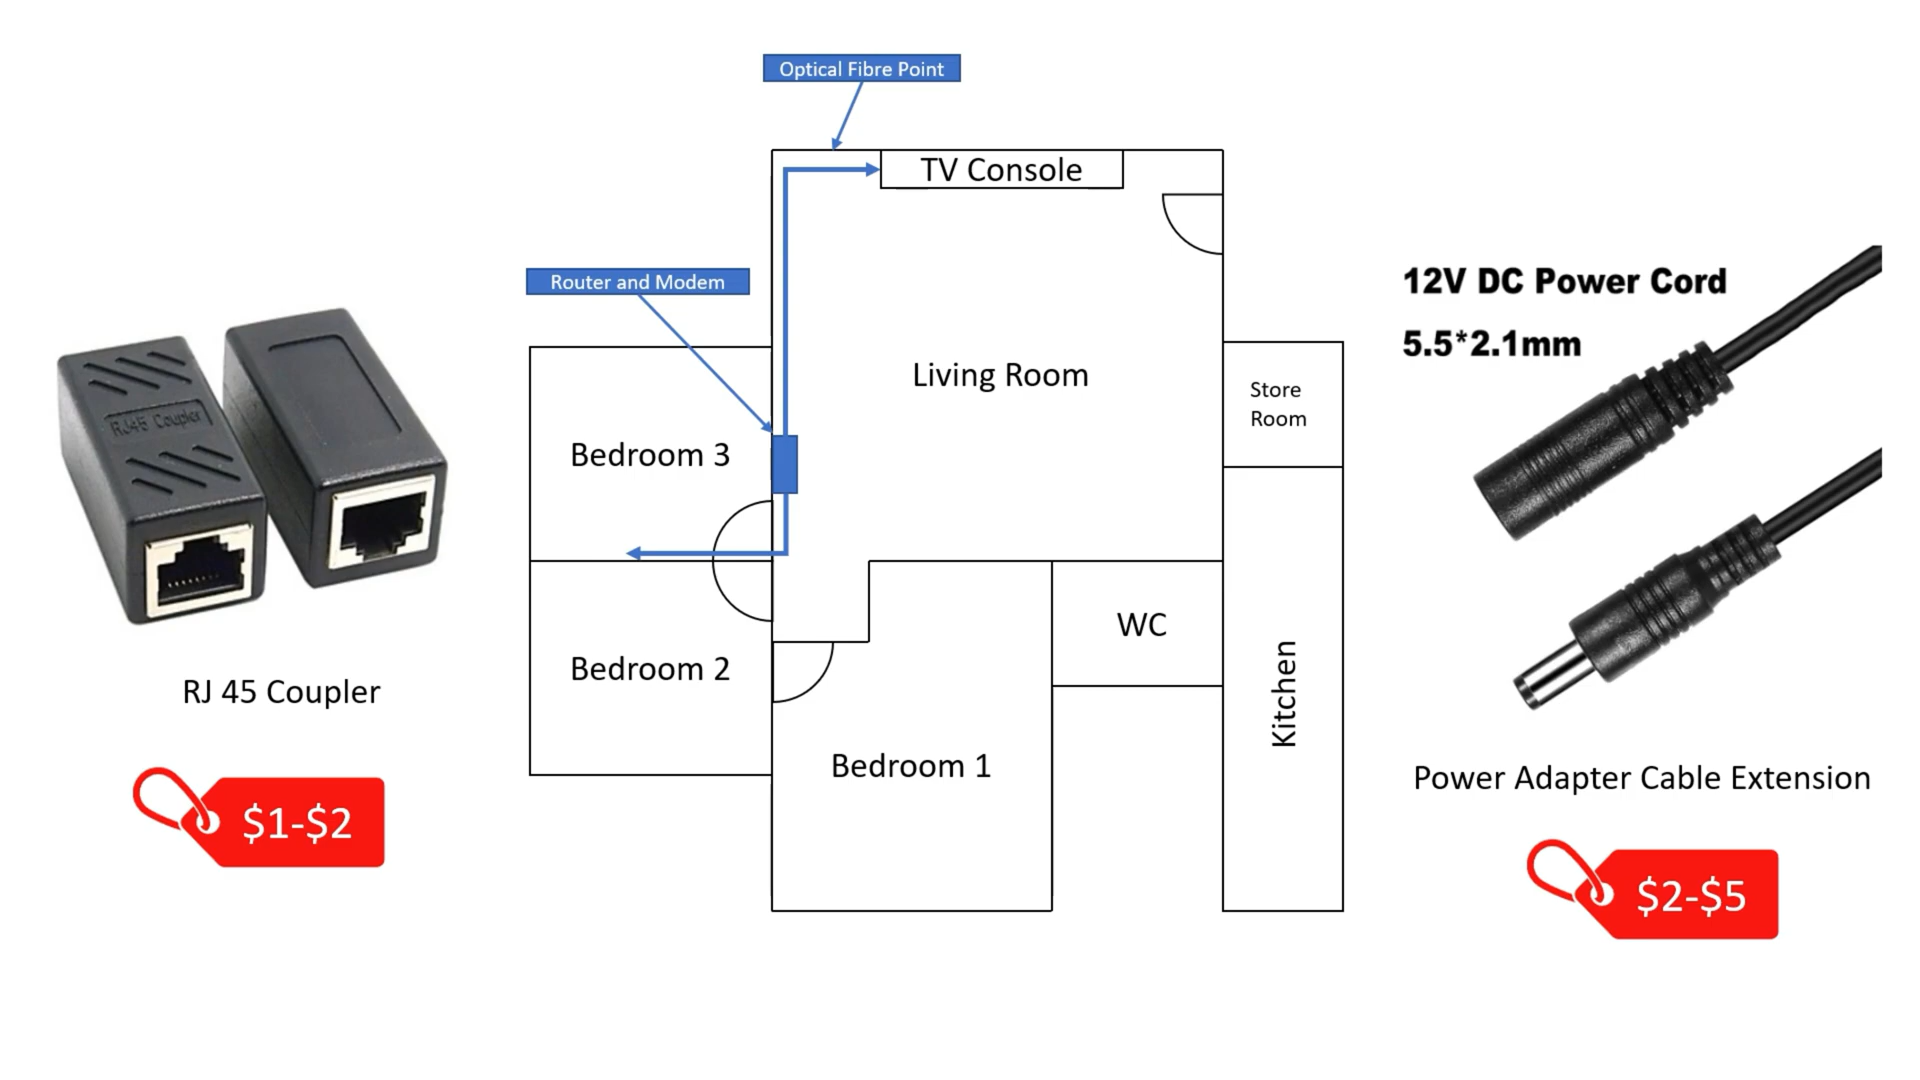 Optical Fibre Point
TV Console
Router and Modem
Living Room
Bedroom 3
Store
Room
Bedroom 2
WC
Kitchen
Bedroom 1
RJ45 Coupler
RJ 45 Coupler
$1-$2
12V DC Power Cord
5.5*2.1mm
Power Adapter Cable Extension
$2-$5